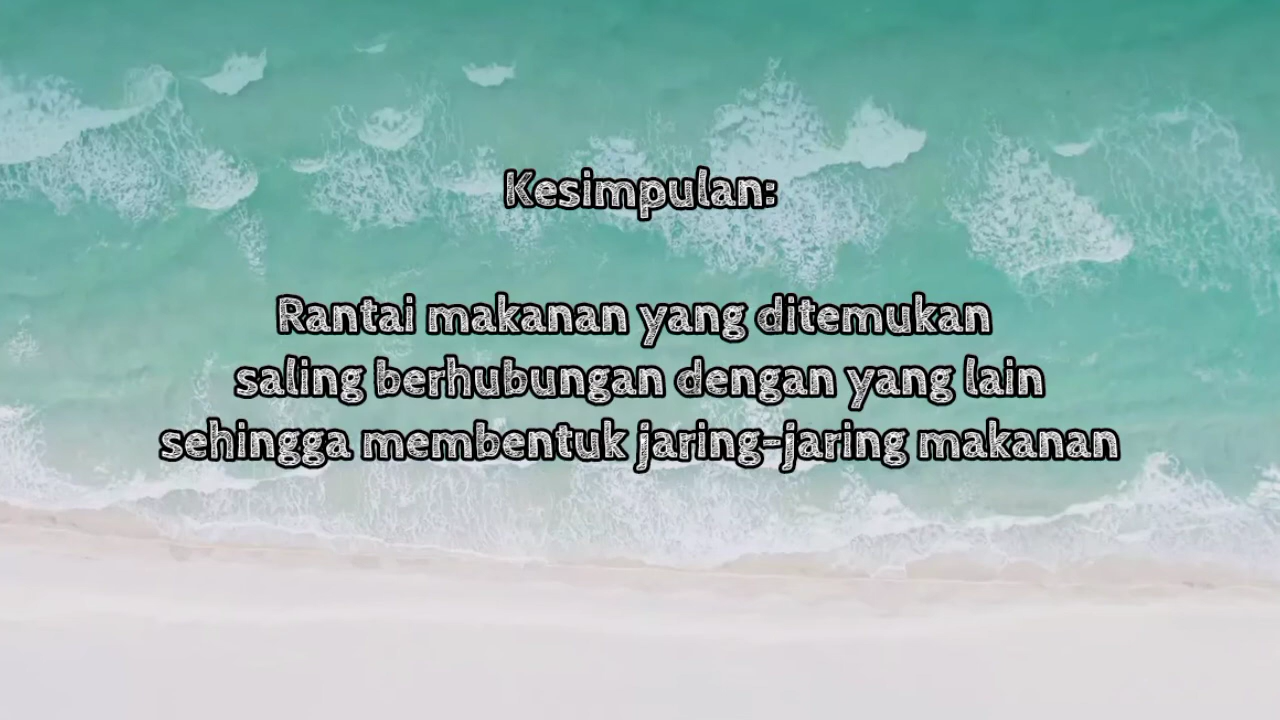 Kesimpulan:
Rantai makanan yang ditemukan
saling berhubungan dengan yang lain
sehingga membentuk jaring-jaring makanan